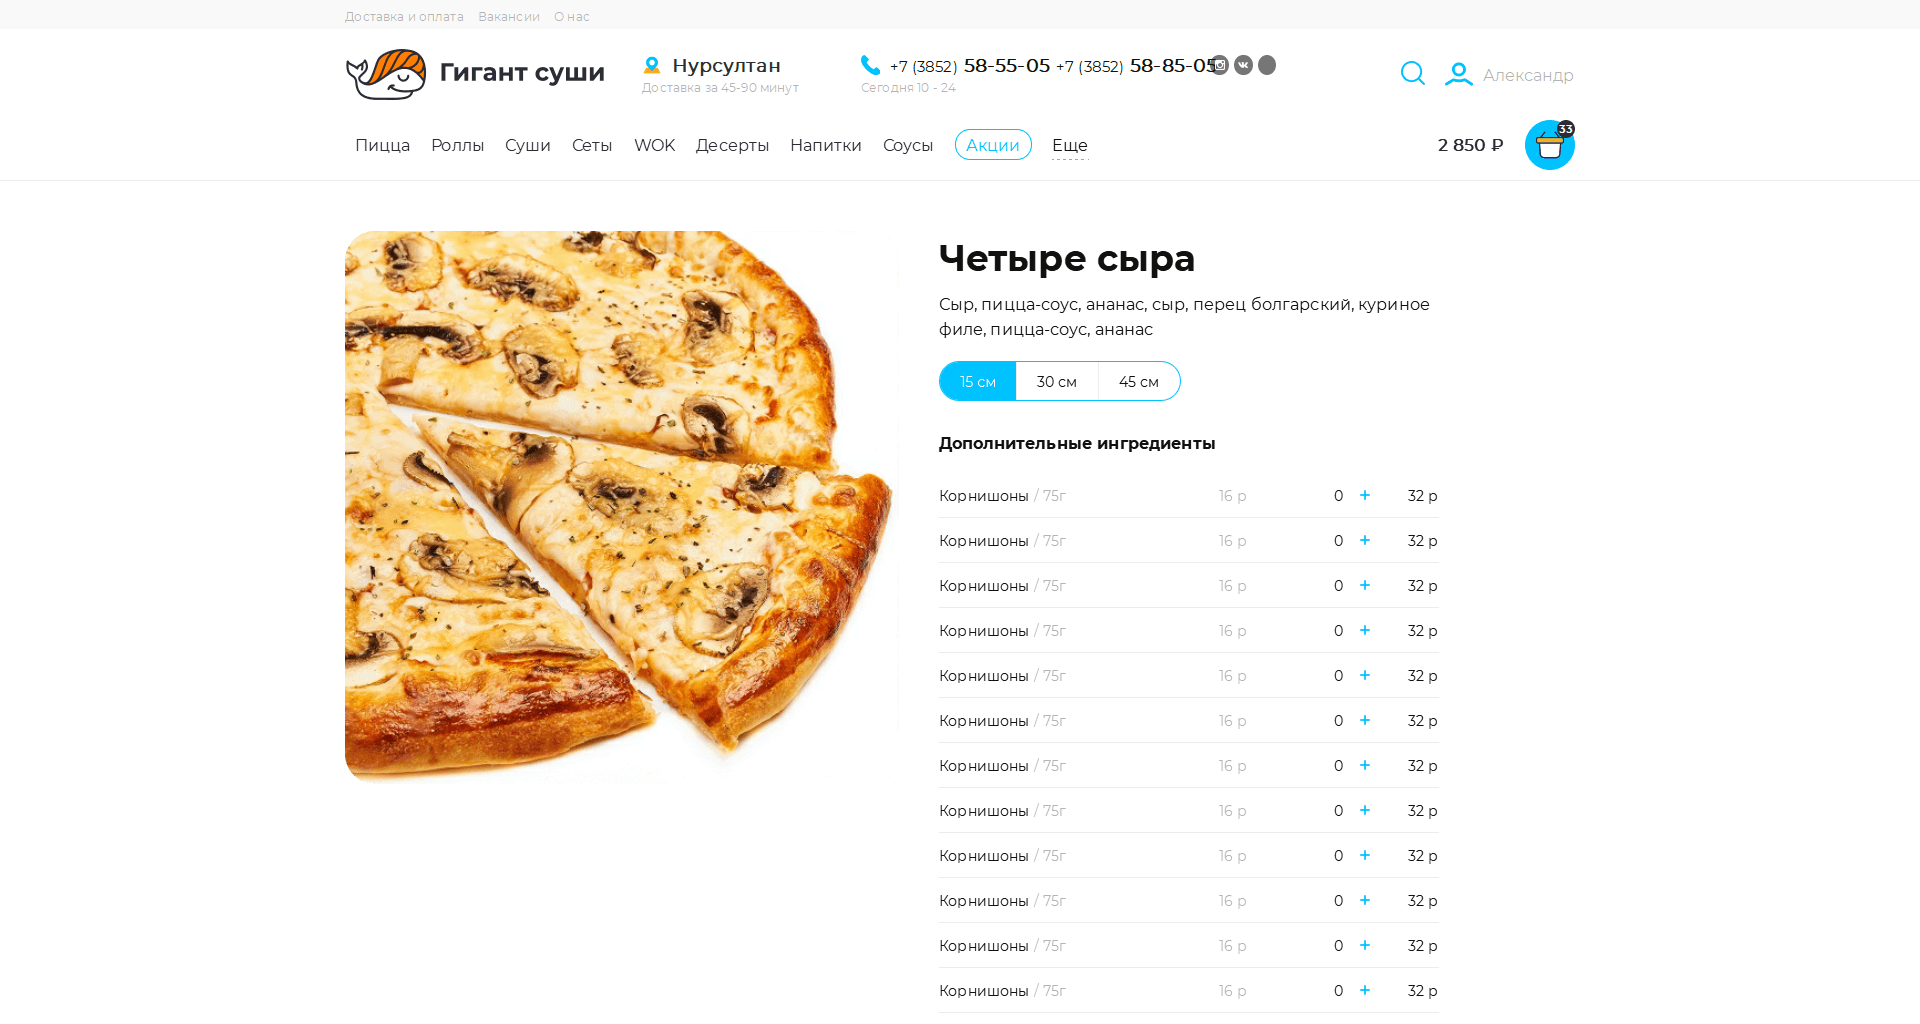 Доставка и оплата Вакансии О нас
Гигант суши
Нурсултан
Доставка за 45-90 минут
+7 (3852) 58-55-05 +7 (3852) 58-85-05
Сегодня 10 - 24
Александр
Пицца Роллы Суши Сеты WOK Десерты Напитки Соусы Акции Еще
2 850 ₽
33
Четыре сыра
Сыр, пицца-соус, ананас, сыр, перец болгарский, куриное
филе, пицца-соус, ананас
15 см 30 см 45 см
Дополнительные ингредиенты
Корнишоны / 75г 16 р 0 + 32 р
Корнишоны / 75г 16 р 0 + 32 р
Корнишоны / 75г 16 р 0 + 32 р
Корнишоны / 75г 16 р 0 + 32 р
Корнишоны / 75г 16 р 0 + 32 р
Корнишоны / 75г 16 р 0 + 32 р
Корнишоны / 75г 16 р 0 + 32 р
Корнишоны / 75г 16 р 0 + 32 р
Корнишоны / 75г 16 р 0 + 32 р
Корнишоны / 75г 16 р 0 + 32 р
Корнишоны / 75г 16 р 0 + 32 р
Корнишоны / 75г 16 р 0 + 32 р